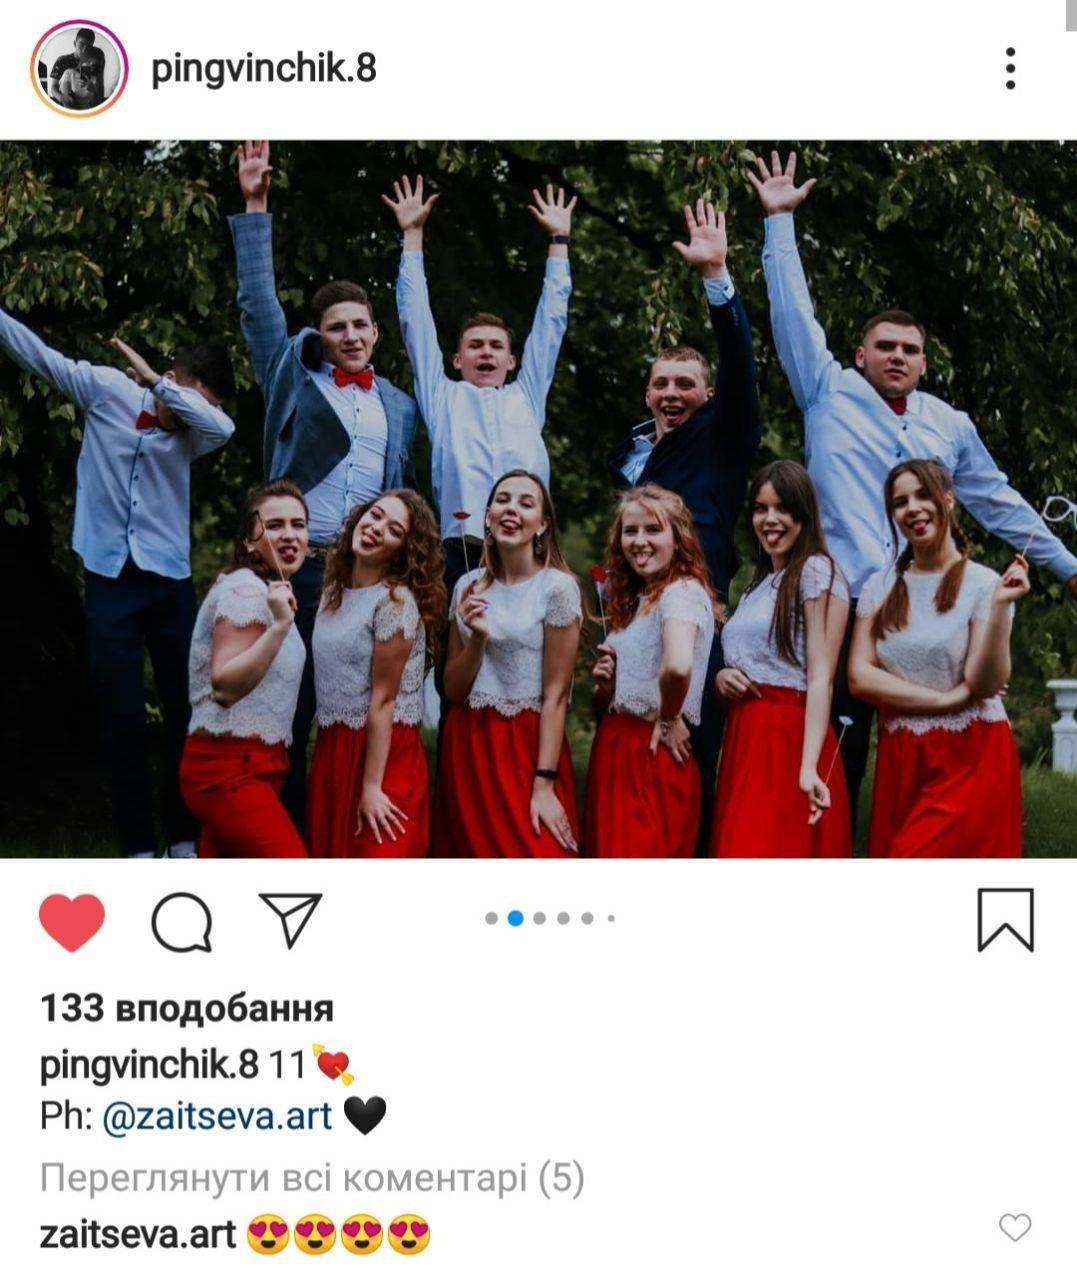 pingvinchik.8
133 вподобання
pingvinchik.8 11💘
Ph: @zaitseva.art 🖤
Переглянути всі коментарі (5)
zaitseva.art 😍😍😍😍